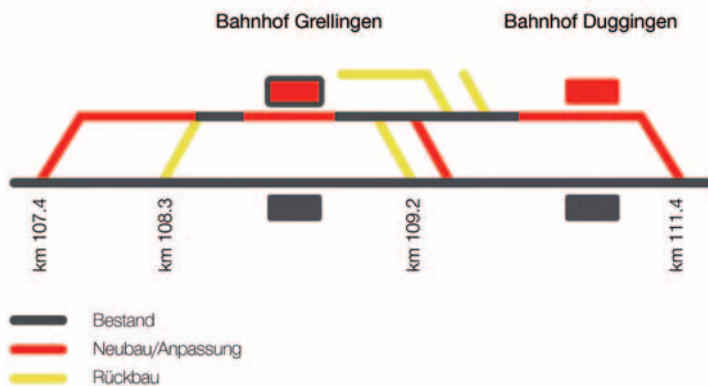 Bahnhof Grellingen
Bahnhof Duggingen
km 107.4
km 108.3
km 109.2
km 111.4
Bestand
Neubau/Anpassung
Rückbau